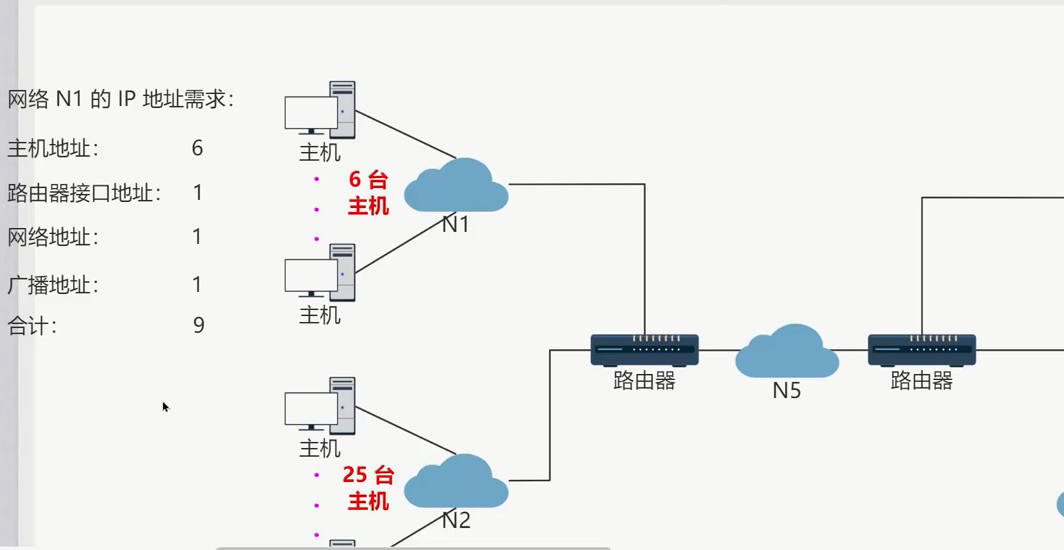 网络 N1 的 IP 地址需求：
主机地址： 6
路由器接口地址： 1
网络地址： 1
广播地址： 1
合计： 9
主机
6 台
主机
N1
主机
路由器
N5
路由器
主机
25 台
主机
N2